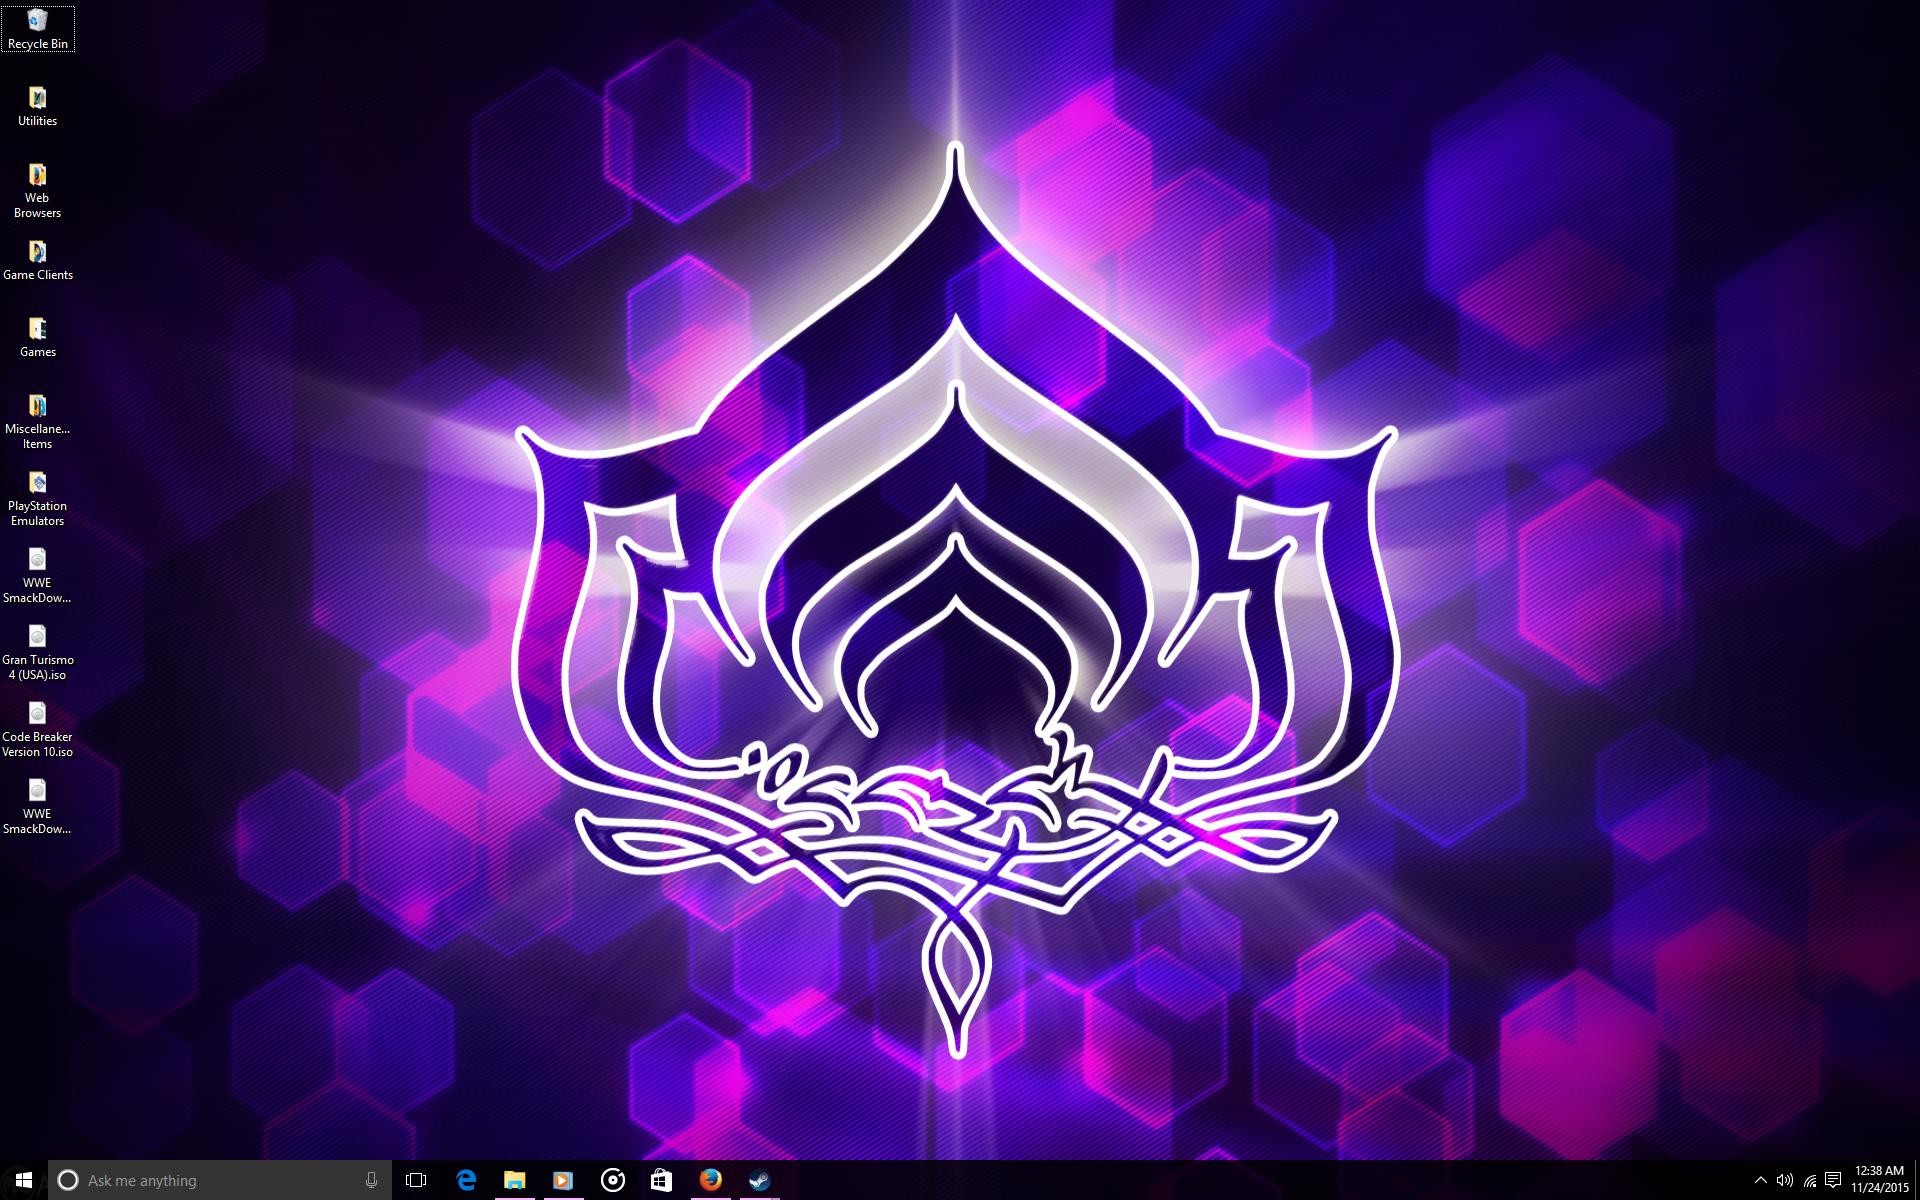 Recycle Bin
Utilities
Web
Browsers
Game Clients
Games
Miscellane...
Items
PlayStation
Emulators
WWE
SmackDow...
Gran Turismo
4 (USA).iso
Code Breaker
Version 10.iso
WWE
SmackDow...
Ask me anything
12:38 AM
11/24/2015